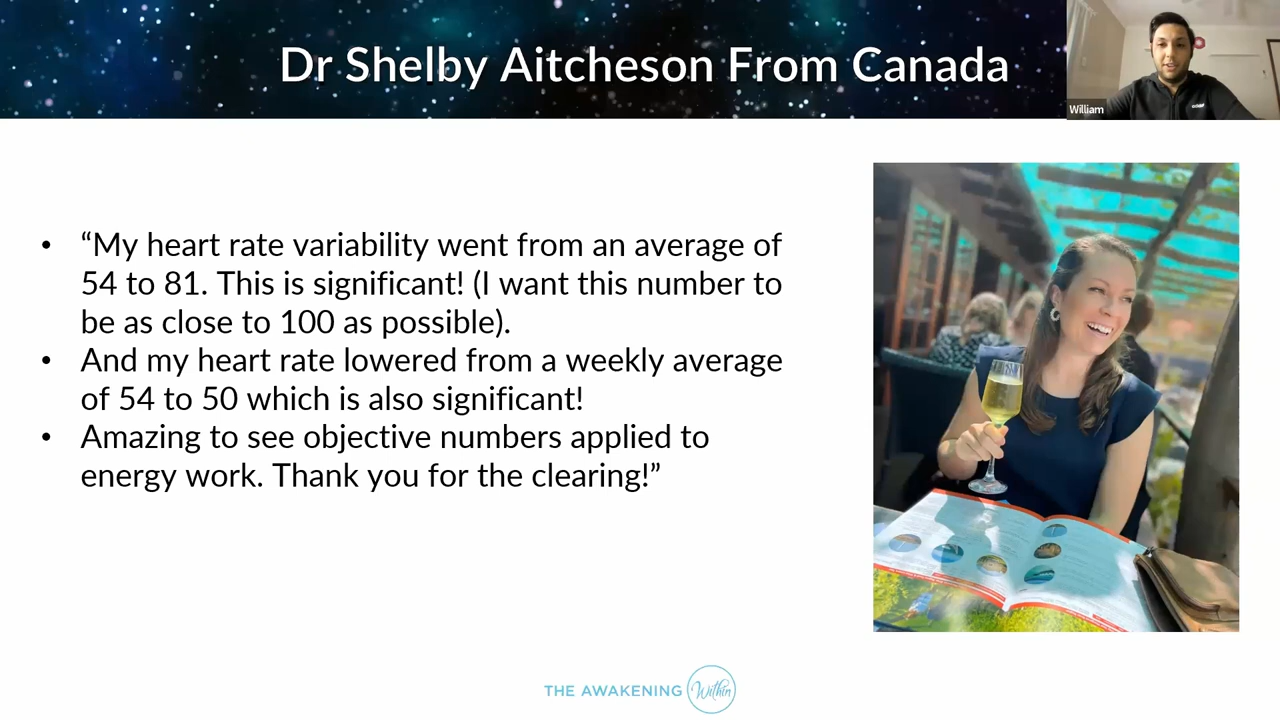 Dr Shelby Aitcheson From Canada
William
• “My heart rate variability went from an average of
54 to 81. This is significant! (I want this number to
be as close to 100 as possible).
• And my heart rate lowered from a weekly average
of 54 to 50 which is also significant!
• Amazing to see objective numbers applied to
energy work. Thank you for the clearing!”
THE AWAKENING Within